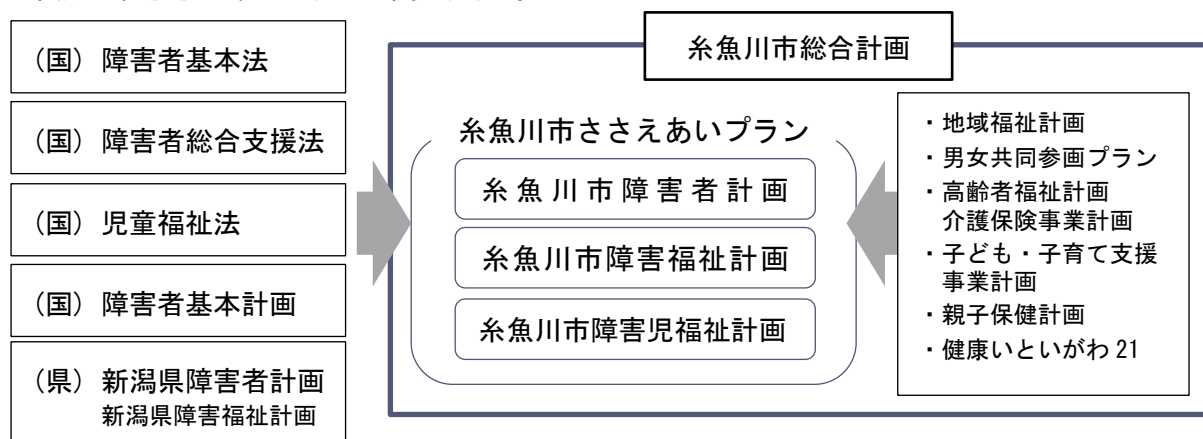 （国）障害者基本法
（国）障害者総合支援法
（国）児童福祉法
（国）障害者基本計画
（県）新潟県障害者計画
新潟県障害福祉計画
糸魚川市総合計画
糸魚川市ささえあいプラン
糸魚川市障害者計画
糸魚川市障害福祉計画
糸魚川市障害児福祉計画
・地域福祉計画
・男女共同参画プラン
・高齢者福祉計画
介護保険事業計画
・子ども・子育て支援
事業計画
・親子保健計画
・健康いといがわ 21